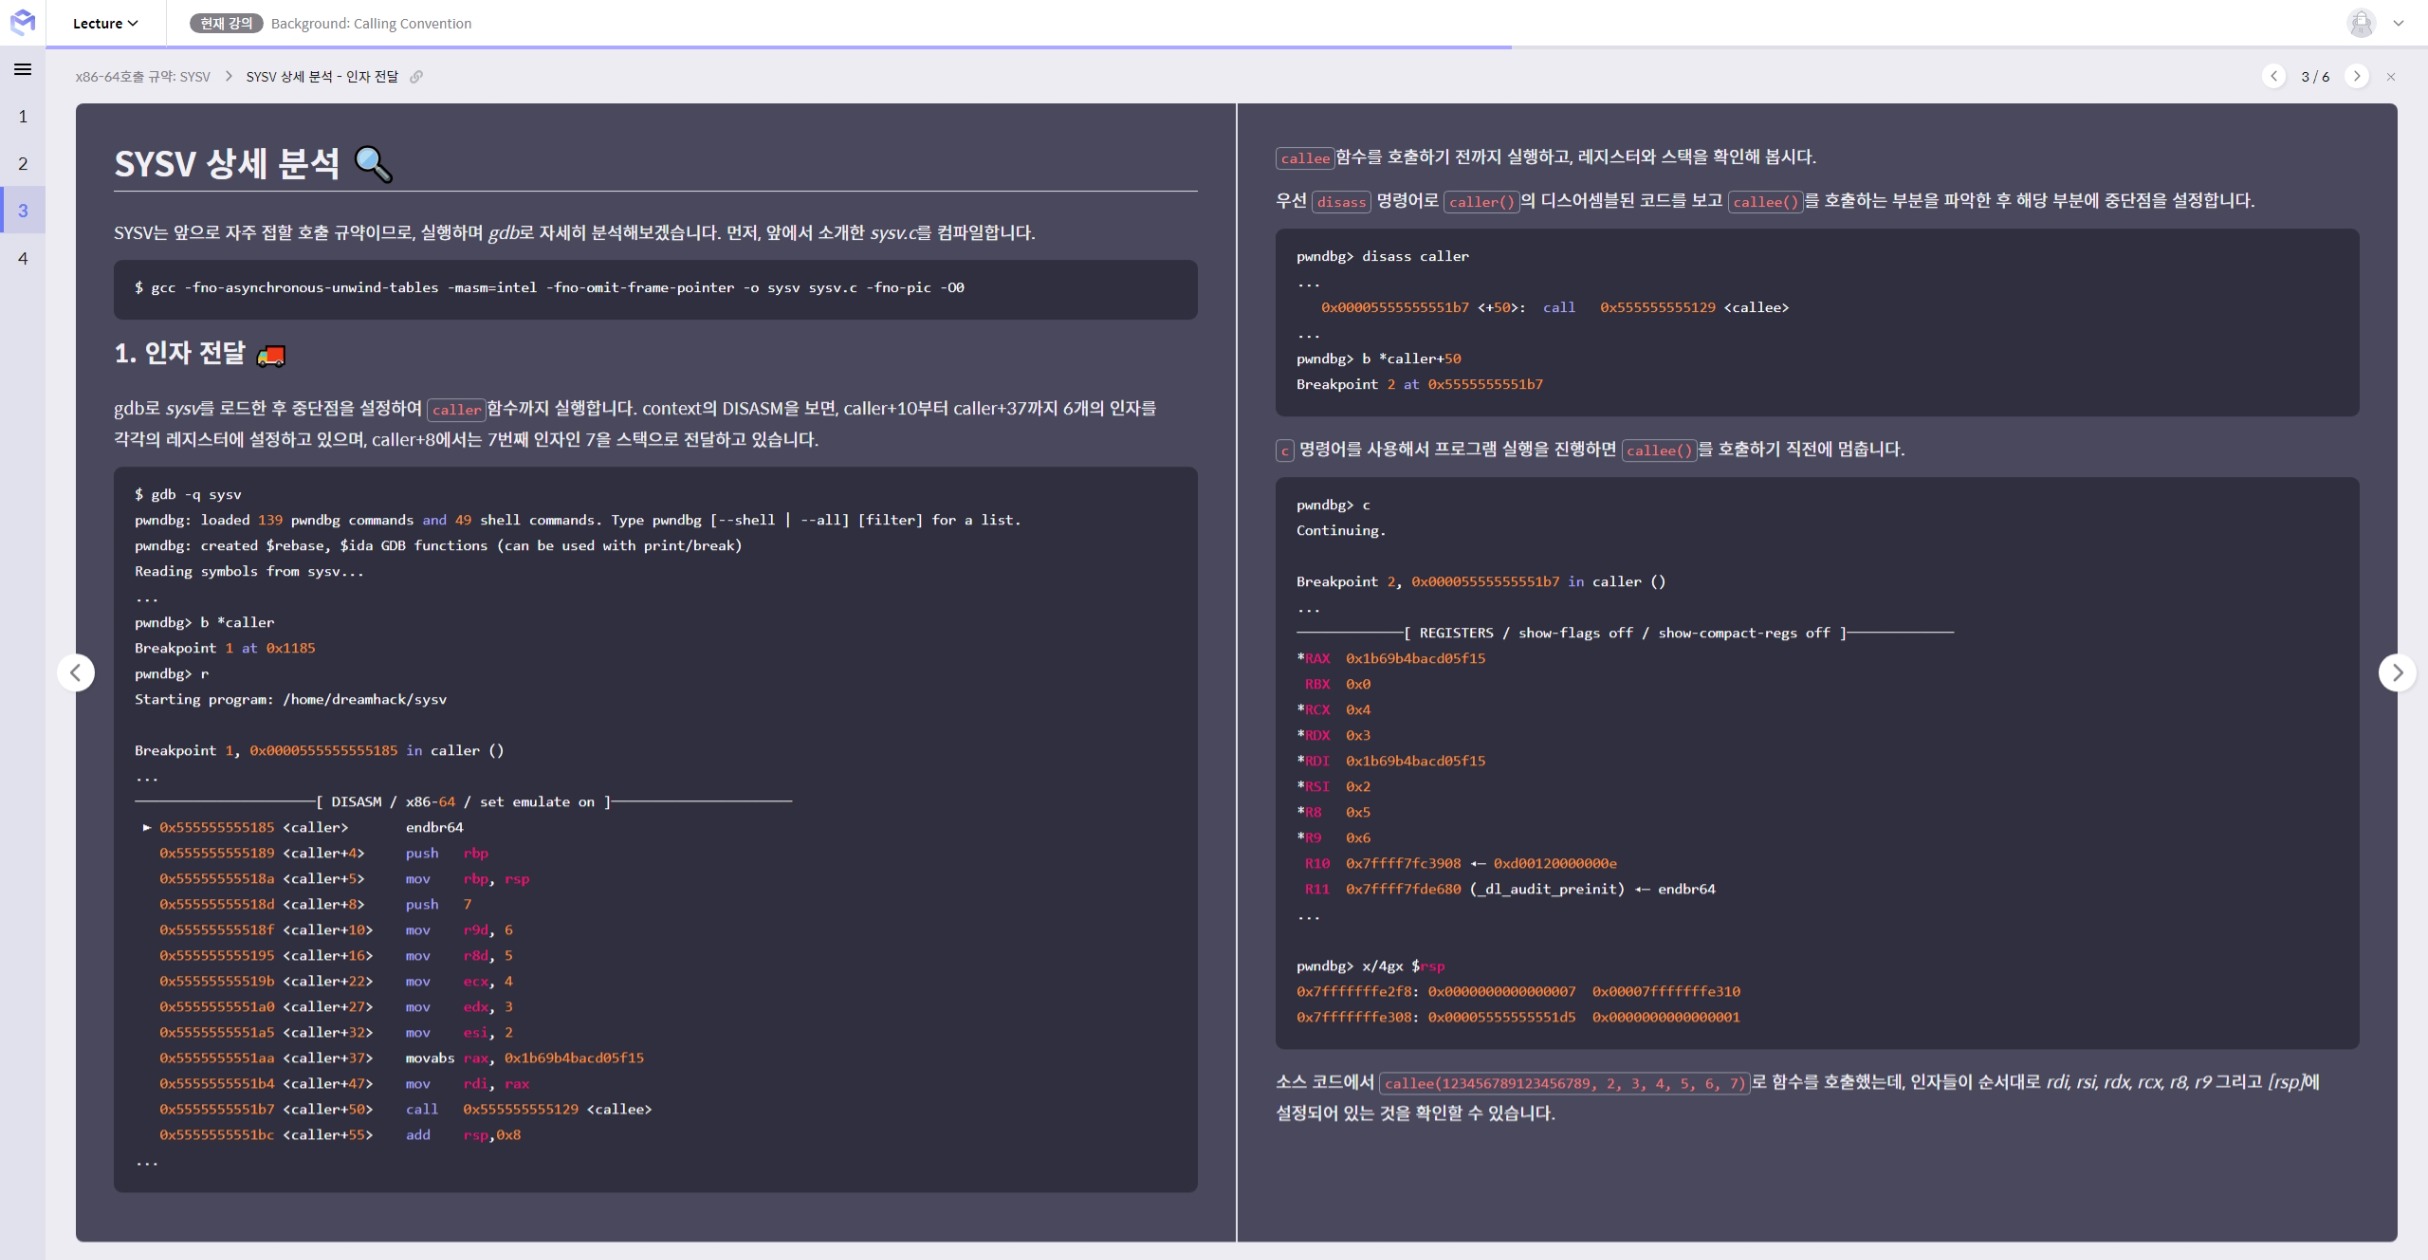 Lecture
현재 강의 Background: Calling Convention
x86-64호출 규약: SYSV > SYSV 상세 분석 - 인자 전달
3 / 6
1
2
3
4
SYSV 상세 분석
SYSV는 앞으로 자주 접할 호출 규약이므로, 실행하며 gdb로 자세히 분석해보겠습니다. 먼저, 앞에서 소개한 sysv.c를 컴파일합니다.
$ gcc -fno-asynchronous-unwind-tables -masm=intel -fno-omit-frame-pointer -o sysv sysv.c -fno-pic -O0
1. 인자 전달
gdb로 sysv를 로드한 후 중단점을 설정하여 caller함수까지 실행합니다. context의 DISASM을 보면, caller+10부터 caller+37까지 6개의 인자를
각각의 레지스터에 설정하고 있으며, caller+8에서는 7번째 인자인 7을 스택으로 전달하고 있습니다.
$ gdb -q sysv
pwndbg: loaded 139 pwndbg commands and 49 shell commands. Type pwndbg [--shell | --all] [filter] for a list.
pwndbg: created $rebase, $ida GDB functions (can be used with print/break)
Reading symbols from sysv...
...
pwndbg> b *caller
Breakpoint 1 at 0x1185
pwndbg> r
Starting program: /home/dreamhack/sysv
Breakpoint 1, 0x0000555555555185 in caller ()
...
──────────────────────[ DISASM / x86-64 / set emulate on ]──────────────────────
► 0x555555555185 <caller> endbr64
0x555555555189 <caller+4> push rbp
0x55555555518a <caller+5> mov rbp, rsp
0x55555555518d <caller+8> push 7
0x55555555518f <caller+10> mov r9d, 6
0x555555555195 <caller+16> mov r8d, 5
0x55555555519b <caller+22> mov ecx, 4
0x5555555551a0 <caller+27> mov edx, 3
0x5555555551a5 <caller+32> mov esi, 2
0x5555555551aa <caller+37> movabs rax, 0x1b69b4bacd05f15
0x5555555551b4 <caller+47> mov rdi, rax
0x5555555551b7 <caller+50> call 0x555555555129 <callee>
0x5555555551bc <caller+55> add rsp,0x8
...
callee함수를 호출하기 전까지 실행하고, 레지스터와 스택을 확인해 봅시다.
우선 disass 명령어로 caller()의 디스어셈블된 코드를 보고 callee()를 호출하는 부분을 파악한 후 해당 부분에 중단점을 설정합니다.
pwndbg> disass caller
...
0x00005555555551b7 <+50>: call 0x555555555129 <callee>
...
pwndbg> b *caller+50
Breakpoint 2 at 0x5555555551b7
c 명령어를 사용해서 프로그램 실행을 진행하면 callee()를 호출하기 직전에 멈춥니다.
pwndbg> c
Continuing.
Breakpoint 2, 0x00005555555551b7 in caller ()
...
─────────────[ REGISTERS / show-flags off / show-compact-regs off ]─────────────
*RAX 0x1b69b4bacd05f15
RBX 0x0
*RCX 0x4
*RDX 0x3
*RDI 0x1b69b4bacd05f15
*RSI 0x2
*R8 0x5
*R9 0x6
R10 0x7ffff7fc3908 ◂— 0xd00120000000e
R11 0x7ffff7fde680 (_dl_audit_preinit) ◂— endbr64
...
pwndbg> x/4gx $rsp
0x7fffffffe2f8: 0x0000000000000007 0x00007fffffffe310
0x7fffffffe308: 0x00005555555551d5 0x0000000000000001
소스 코드에서 callee(123456789123456789, 2, 3, 4, 5, 6, 7)로 함수를 호출했는데, 인자들이 순서대로 rdi, rsi, rdx, rcx, r8, r9 그리고 [rsp]에
설정되어 있는 것을 확인할 수 있습니다.